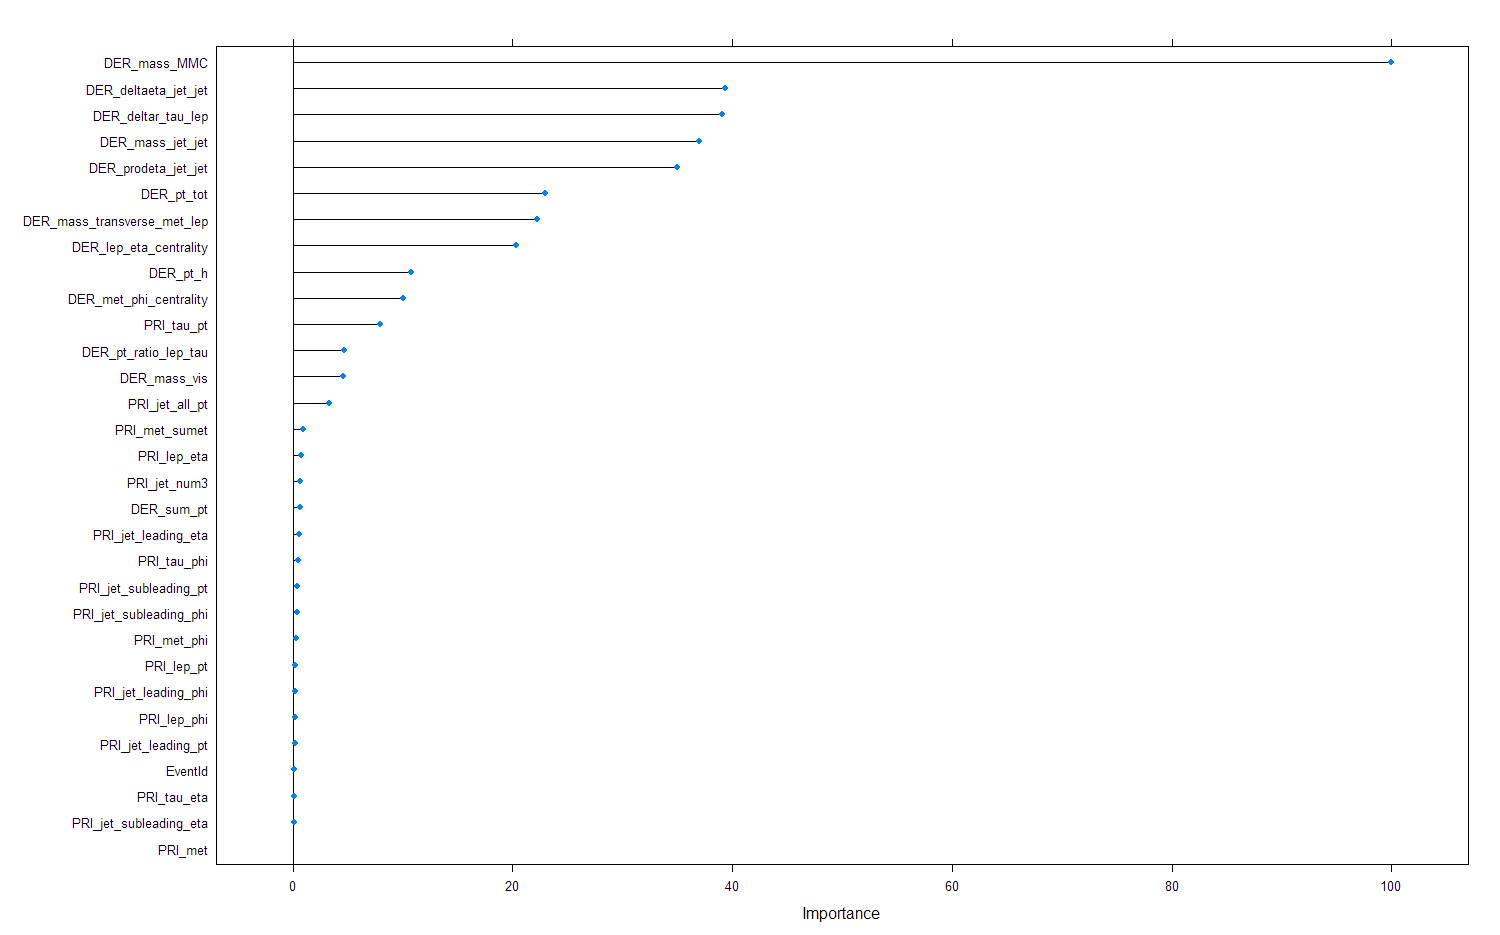 DER_mass_MMC
DER_deltaeta_jet_jet
DER_deltar_tau_lep
DER_mass_jet_jet
DER_prodeta_jet_jet
DER_pt_tot
DER_mass_transverse_met_lep
DER_lep_eta_centrality
DER_pt_h
DER_met_phi_centrality
PRI_tau_pt
DER_pt_ratio_lep_tau
DER_mass_vis
PRI_jet_all_pt
PRI_met_sumet
PRI_lep_eta
PRI_jet_num3
DER_sum_pt
PRI_jet_leading_eta
PRI_tau_phi
PRI_jet_subleading_pt
PRI_jet_subleading_phi
PRI_met_phi
PRI_lep_pt
PRI_jet_leading_phi
PRI_lep_phi
PRI_jet_leading_pt
EventId
PRI_tau_eta
PRI_jet_subleading_eta
PRI_met
0 20 40 60 80 100
Importance